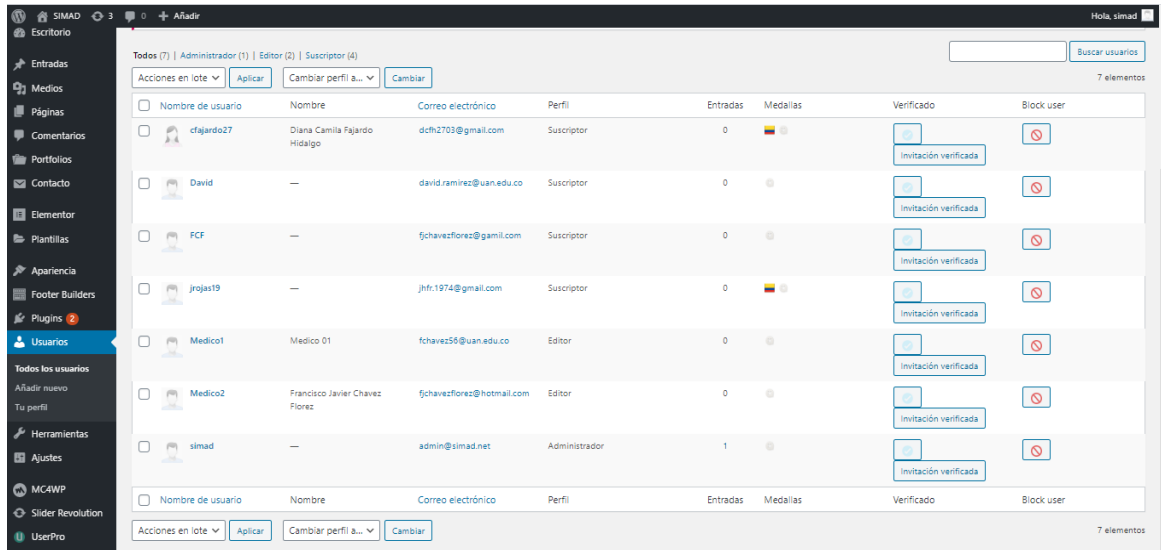 SIMAD 3 0 + Añadir Hola, simad
Escritorio
Entradas
Medios
Páginas
Comentarios
Portfolios
Contacto
Elementor
Plantillas
Apariencia
Footer Builders
Plugins 2
Usuarios
Todos los usuarios
Añadir nuevo
Tu perfil
Herramientas
Ajustes
MC4WP
Slider Revolution
UserPro
Todos (7) | Administrador (1) | Editor (2) | Suscriptor (4)
Buscar usuarios
Acciones en lote Aplicar Cambiar perfil a... Cambiar 7 elementos
Nombre de usuario Nombre Correo electrónico Perfil Entradas Medallas Verificado Block user
cfajardo27 Diana Camila Fajardo Hidalgo dcfh2703@gmail.com Suscriptor 0
Invitación verificada
David — david.ramirez@uan.edu.co Suscriptor 0
Invitación verificada
FCF — fjchavezflorez@gamil.com Suscriptor 0
Invitación verificada
jrojas19 — jhfr.1974@gmail.com Suscriptor 0
Invitación verificada
Medico1 Medico 01 fchavez56@uan.edu.co Editor 0
Invitación verificada
Medico2 Francisco Javier Chavez Florez fjchavezflorez@hotmail.com Editor 0
Invitación verificada
simad — admin@simad.net Administrador 1
Invitación verificada
Nombre de usuario Nombre Correo electrónico Perfil Entradas Medallas Verificado Block user
Acciones en lote Aplicar Cambiar perfil a... Cambiar 7 elementos